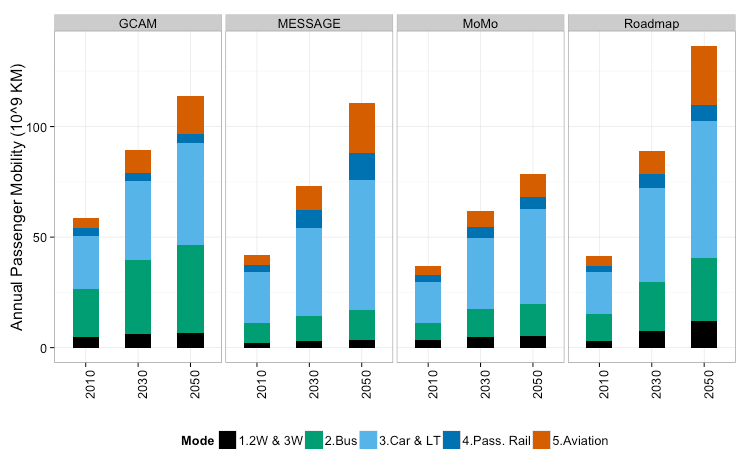 GCAM MESSAGE MoMo Roadmap
Annual Passenger Mobility (10^9 KM)
100
50
0
2010 2030 2050 2010 2030 2050 2010 2030 2050 2010 2030 2050
Mode 1.2W & 3W 2.Bus 3.Car & LT 4.Pass. Rail 5.Aviation